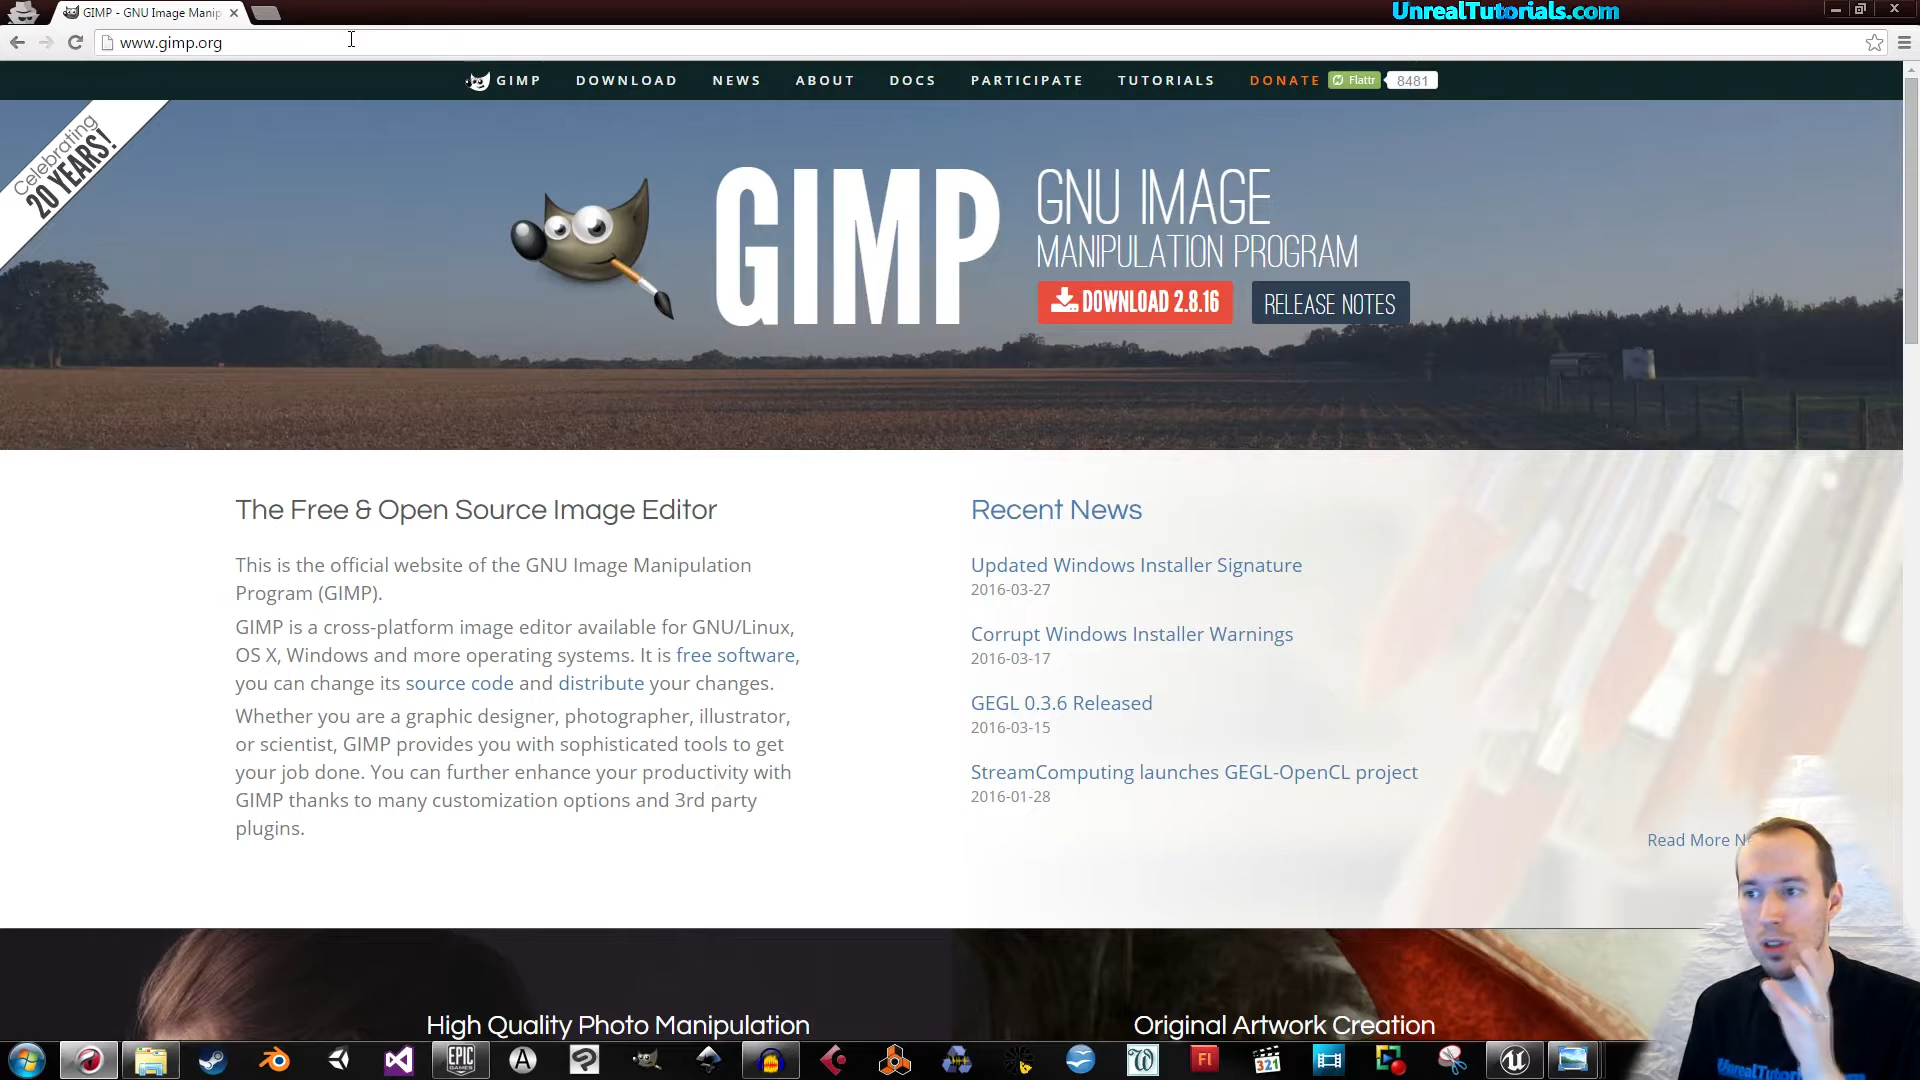 GIMP - GNU Image Manip
UnrealTutorials.com
www.gimp.org
GIMP
DOWNLOAD
NEWS
ABOUT
DOCS
PARTICIPATE
TUTORIALS
DONATE
Flattr
8481
Celebrating
20 YEARS!
GIMP
GNU IMAGE
MANIPULATION PROGRAM
DOWNLOAD 2.8.16
RELEASE NOTES
The Free & Open Source Image Editor
This is the official website of the GNU Image Manipulation
Program (GIMP).
GIMP is a cross-platform image editor available for GNU/Linux,
OS X, Windows and more operating systems. It is free software,
you can change its source code and distribute your changes.
Whether you are a graphic designer, photographer, illustrator,
or scientist, GIMP provides you with sophisticated tools to get
your job done. You can further enhance your productivity with
GIMP thanks to many customization options and 3rd party
plugins.
Recent News
Updated Windows Installer Signature
2016-03-27
Corrupt Windows Installer Warnings
2016-03-17
GEGL 0.3.6 Released
2016-03-15
StreamComputing launches GEGL-OpenCL project
2016-01-28
Read More N
High Quality Photo Manipulation
Original Artwork Creation
EPIC
GAMES
A
W
Fl
321
UnrealTutori